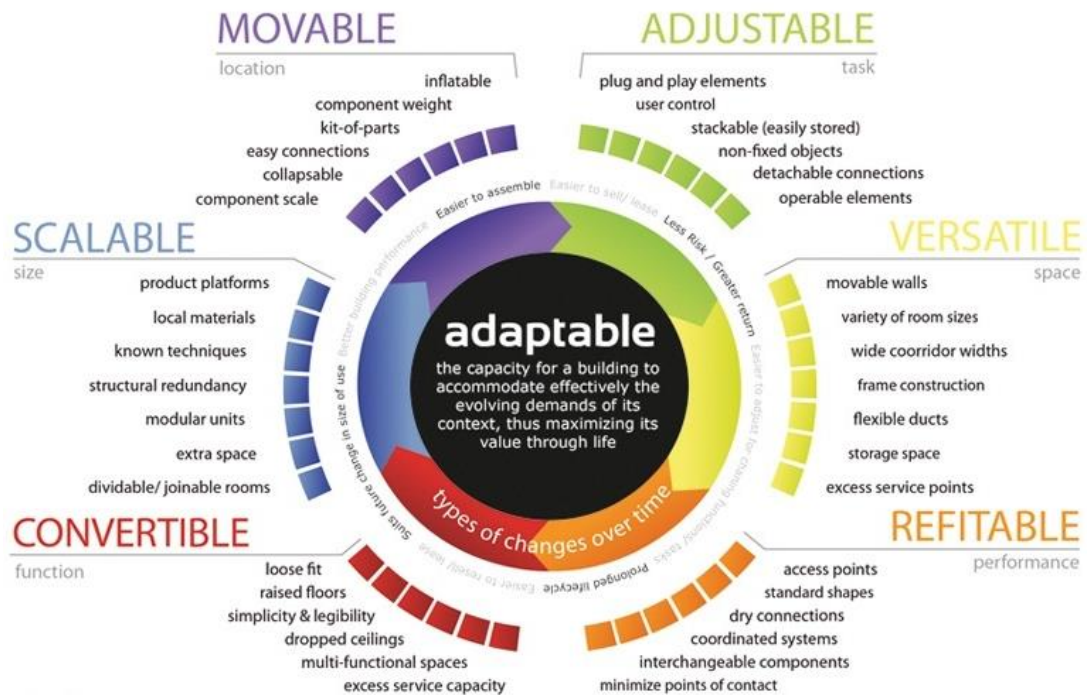 MOVABLE
location
inflatable
component weight
kit-of-parts
easy connections
collapsable
component scale
ADJUSTABLE
task
plug and play elements
user control
stackable (easily stored)
non-fixed objects
detachable connections
operable elements
SCALABLE
size
product platforms
local materials
known techniques
structural redundancy
modular units
extra space
dividable/ joinable rooms
VERSATILE
space
movable walls
variety of room sizes
wide coorridor widths
frame construction
flexible ducts
storage space
excess service points
CONVERTIBLE
function
loose fit
raised floors
simplicity & legibility
dropped ceilings
multi-functional spaces
excess service capacity
REFITABLE
performance
access points
standard shapes
dry connections
coordinated systems
interchangeable components
minimize points of contact
Better building performance
Easier to assemble
Easier to sell/ lease
Less Risk / Greater return
Easier to adjust for chaning functions/ tasks
Prolonged lifecycle
Easier to resell/ lease
Suits future change in size of use
adaptable
the capacity for a building to
accommodate effectively the
evolving demands of its
context, thus maximizing its
value through life
types of changes over time